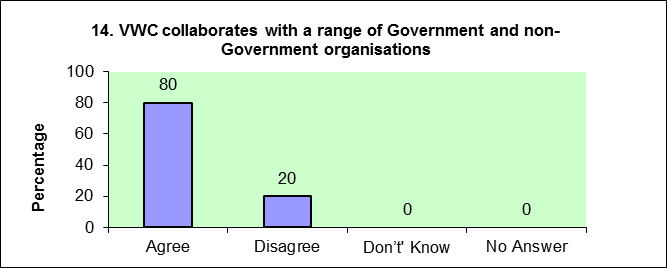 14. VWC collaborates with a range of Government and non-
Government organisations
Percentage
100
80
60
40
20
0
80
20
0
0
Agree
Disagree
Don't' Know
No Answer